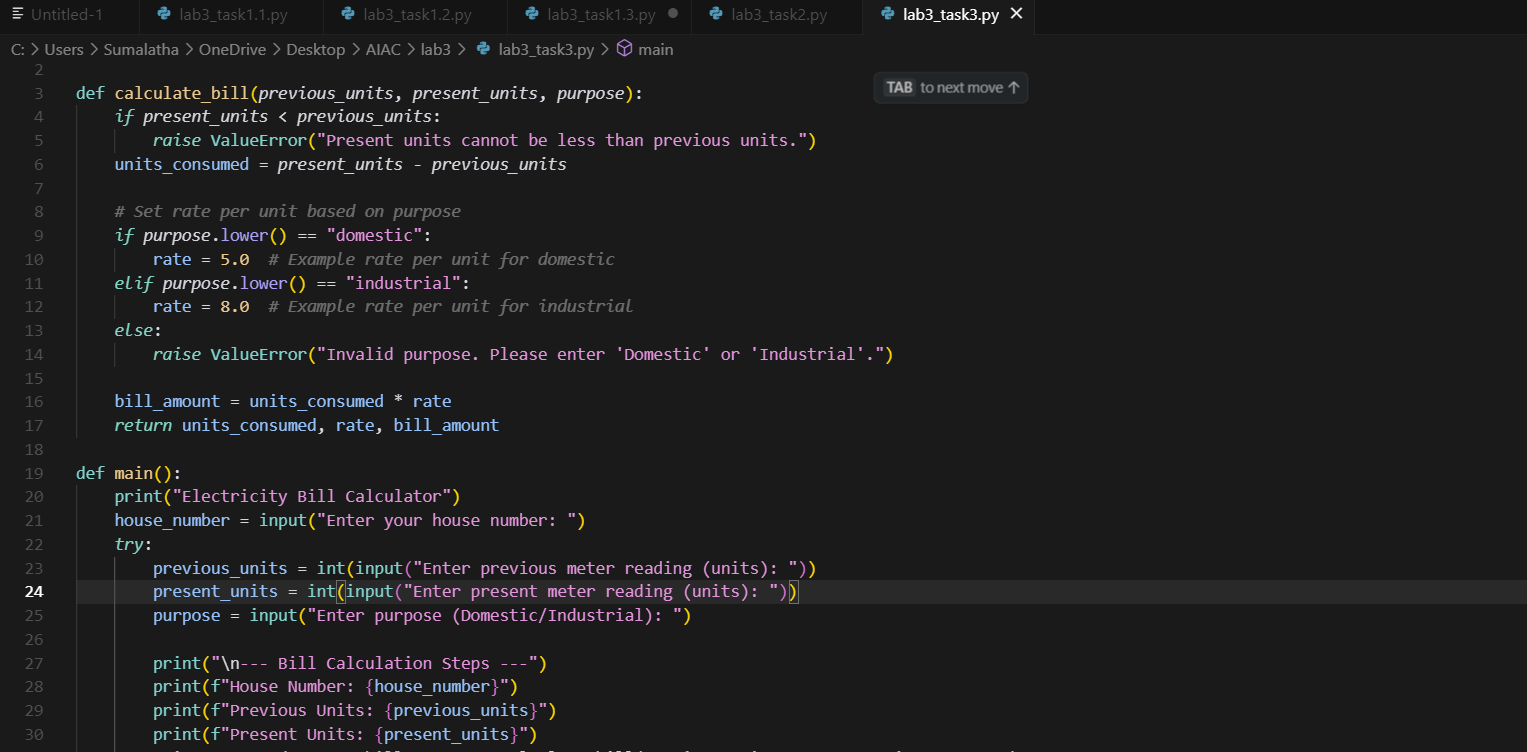 Untitled-1 lab3_task1.1.py lab3_task1.2.py lab3_task1.3.py lab3_task2.py lab3_task3.py
C: > Users > Sumalatha > OneDrive > Desktop > AIAC > lab3 > lab3_task3.py > main
2
TAB to next move ↑
3 def calculate_bill(previous_units, present_units, purpose):
4     if present_units < previous_units:
5         raise ValueError("Present units cannot be less than previous units.")
6     units_consumed = present_units - previous_units
7
8     # Set rate per unit based on purpose
9     if purpose.lower() == "domestic":
10         rate = 5.0  # Example rate per unit for domestic
11     elif purpose.lower() == "industrial":
12         rate = 8.0  # Example rate per unit for industrial
13     else:
14         raise ValueError("Invalid purpose. Please enter 'Domestic' or 'Industrial'.")
15
16     bill_amount = units_consumed * rate
17     return units_consumed, rate, bill_amount
18
19 def main():
20     print("Electricity Bill Calculator")
21     house_number = input("Enter your house number: ")
22     try:
23         previous_units = int(input("Enter previous meter reading (units): "))
24         present_units = int(input("Enter present meter reading (units): "))
25         purpose = input("Enter purpose (Domestic/Industrial): ")
26
27         print("\n--- Bill Calculation Steps ---")
28         print(f"House Number: {house_number}")
29         print(f"Previous Units: {previous_units}")
30         print(f"Present Units: {present_units}")